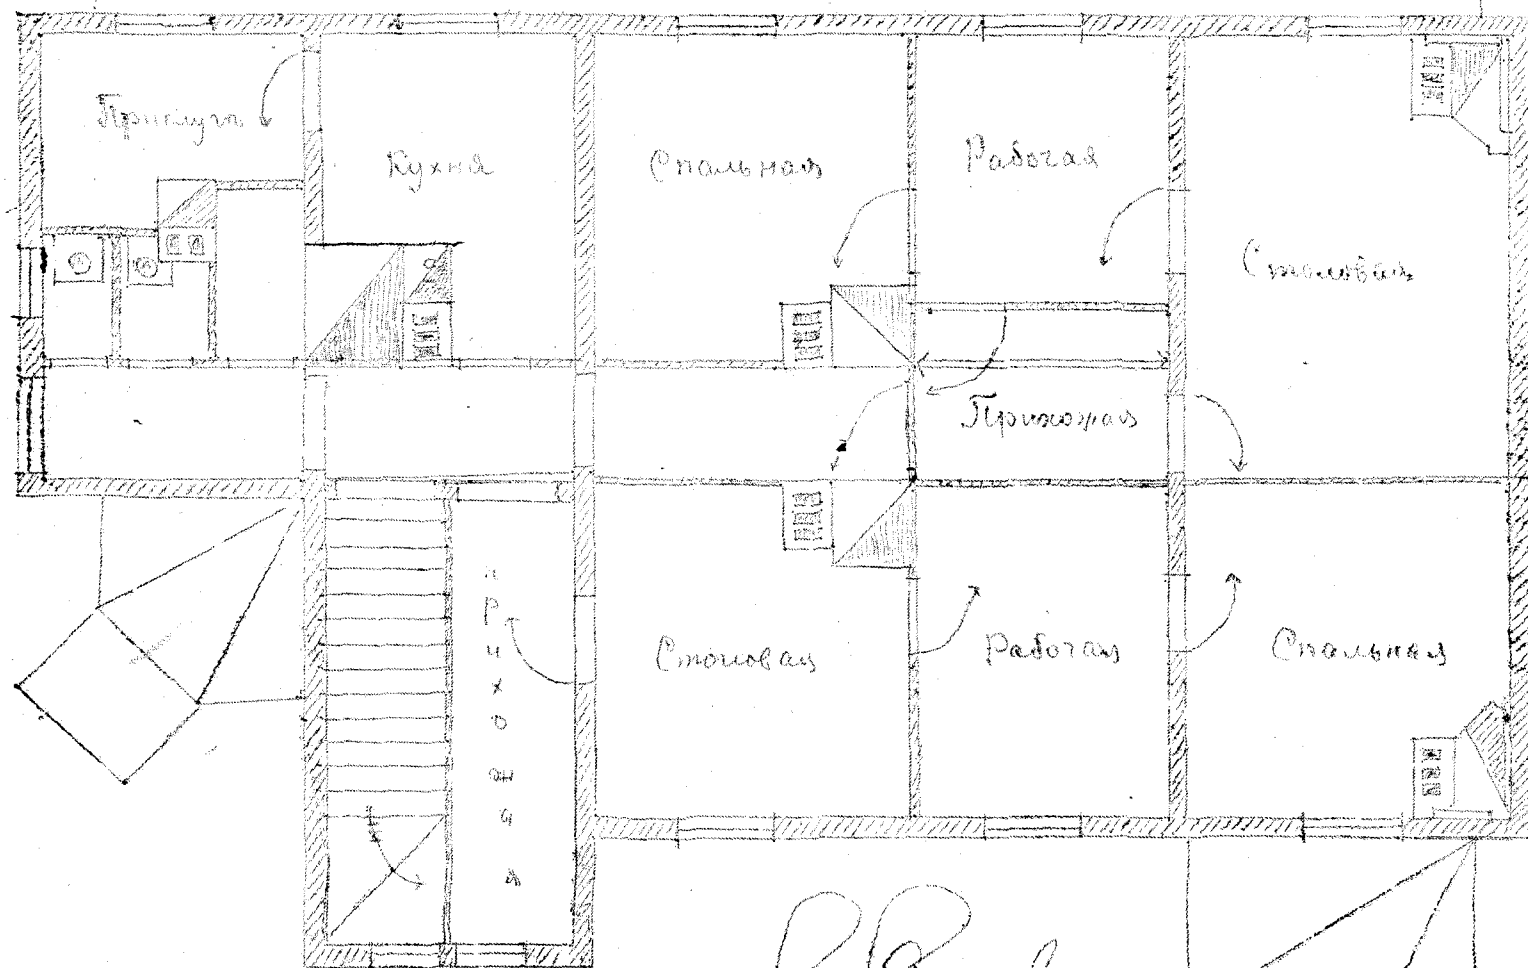 Прислуга
Кухня
Спальная
Рабочая
Столовая
Прихожая
Прихожая
Столовая
Рабочая
Спальная